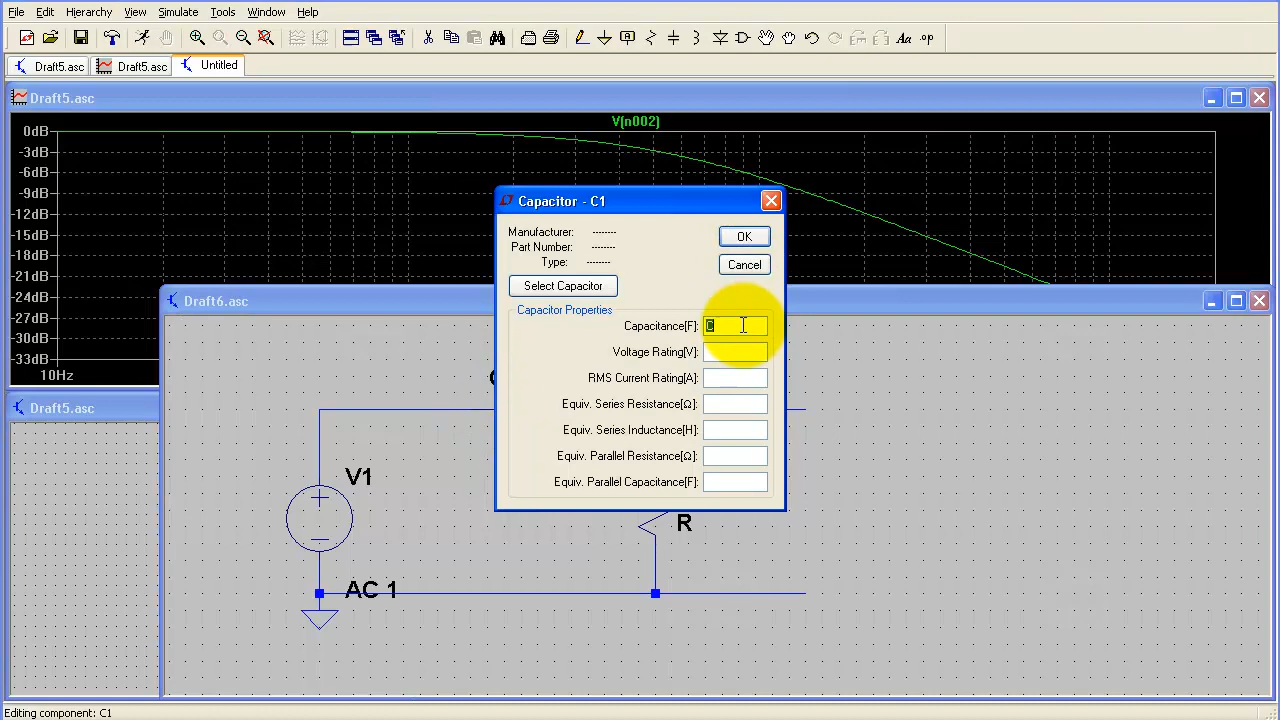 File Edit Hierarchy View Simulate Tools Window Help
Aa .op
Draft5.asc Draft5.asc Untitled
Draft5.asc
V(n002)
0dB
-3dB
-6dB
-9dB
-12dB
-15dB
-18dB
-21dB
-24dB
-27dB
-30dB
-33dB
10Hz
Draft5.asc
Draft6.asc
V1
AC 1
R
Capacitor - C1
Manufacturer: --------
Part Number: --------
Type: --------
OK
Cancel
Select Capacitor
Capacitor Properties
Capacitance[F]: C
Voltage Rating[V]:
RMS Current Rating[A]:
Equiv. Series Resistance[Ω]:
Equiv. Series Inductance[H]:
Equiv. Parallel Resistance[Ω]:
Equiv. Parallel Capacitance[F]:
Editing component: C1